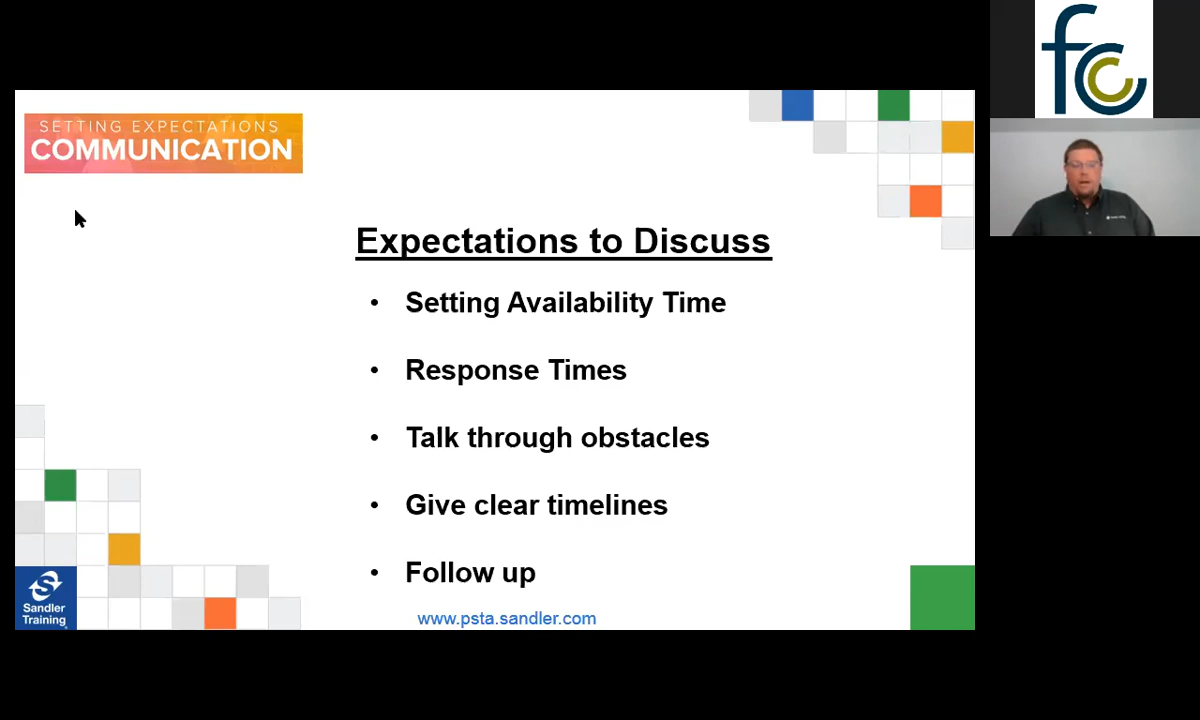 SETTING EXPECTATIONS
COMMUNICATION
Expectations to Discuss
• Setting Availability Time
• Response Times
• Talk through obstacles
• Give clear timelines
• Follow up
www.psta.sandler.com
Sandler
Training
fcc